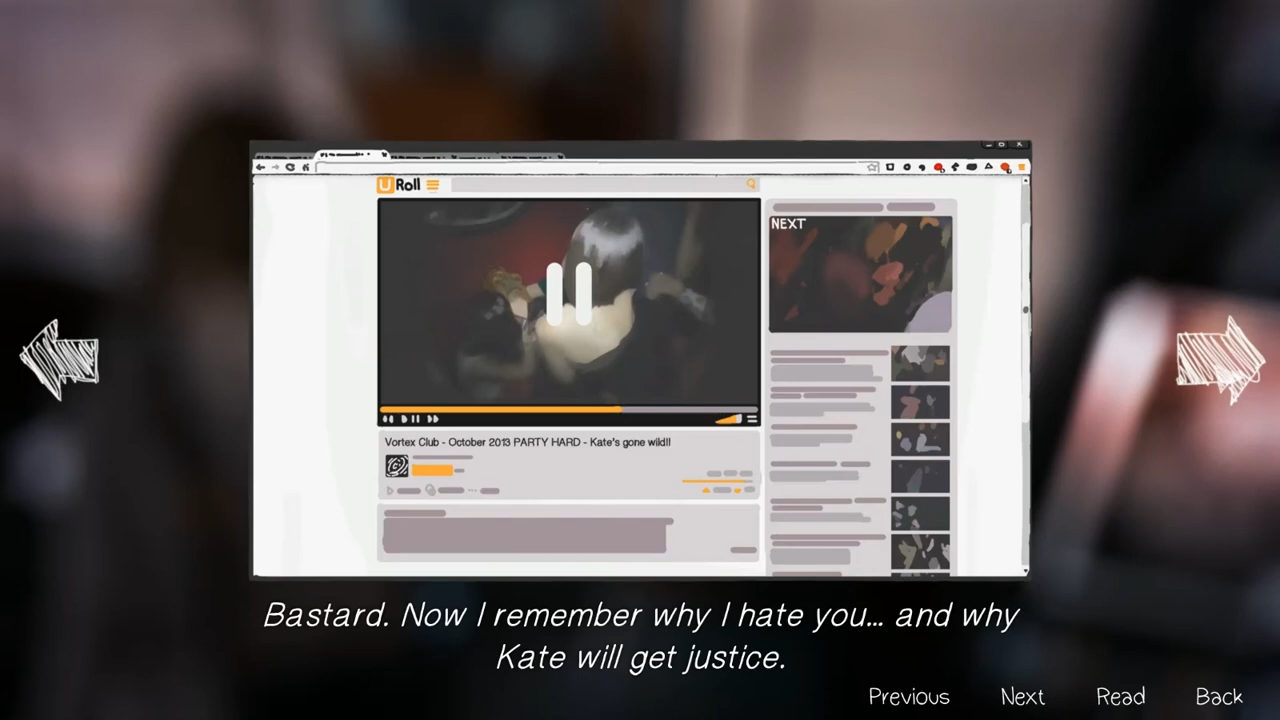 U Roll
NEXT
Vortex Club - October 2013 PARTY HARD - Kate's gone wild!!
Bastard. Now I remember why I hate you... and why
Kate will get justice.
Previous Next Read Back